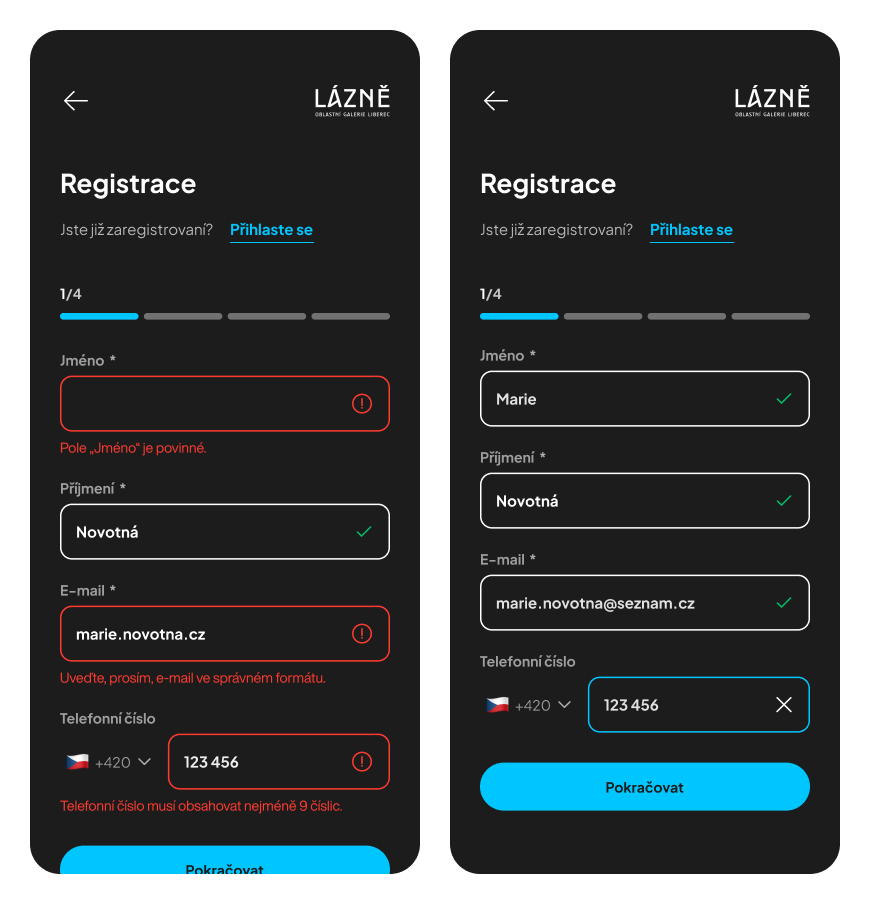 LÁZNĚ
OBLASTNÍ GALERIE LIBEREC
Registrace
Jste již zaregistrovaní? Přihlaste se
1/4
Jméno *
Pole „Jméno“ je povinné.
Příjmení *
Novotná
E-mail *
marie.novotna.cz
Uveďte, prosím, e-mail ve správném formátu.
Telefonní číslo
+420 123 456
Telefonní číslo musí obsahovat nejméně 9 číslic.
Pokračovat
LÁZNĚ
OBLASTNÍ GALERIE LIBEREC
Registrace
Jste již zaregistrovaní? Přihlaste se
1/4
Jméno *
Marie
Příjmení *
Novotná
E-mail *
marie.novotna@seznam.cz
Telefonní číslo
+420 123 456
Pokračovat